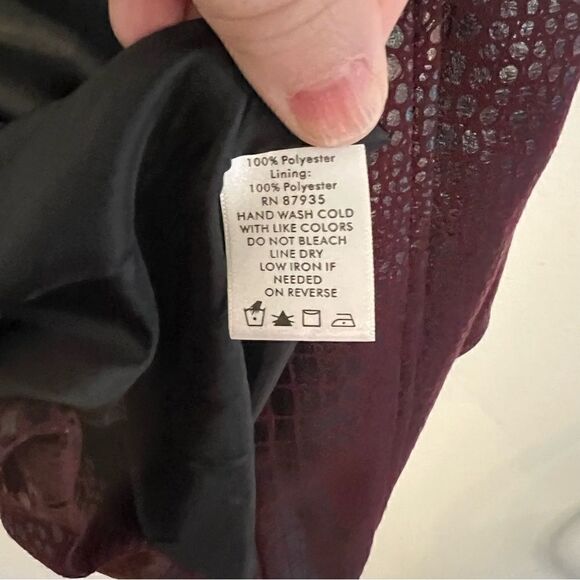 100% Polyester
Lining:
100% Polyester
RN 87935
HAND WASH COLD
WITH LIKE COLORS
DO NOT BLEACH
LINE DRY
LOW IRON IF
NEEDED
ON REVERSE